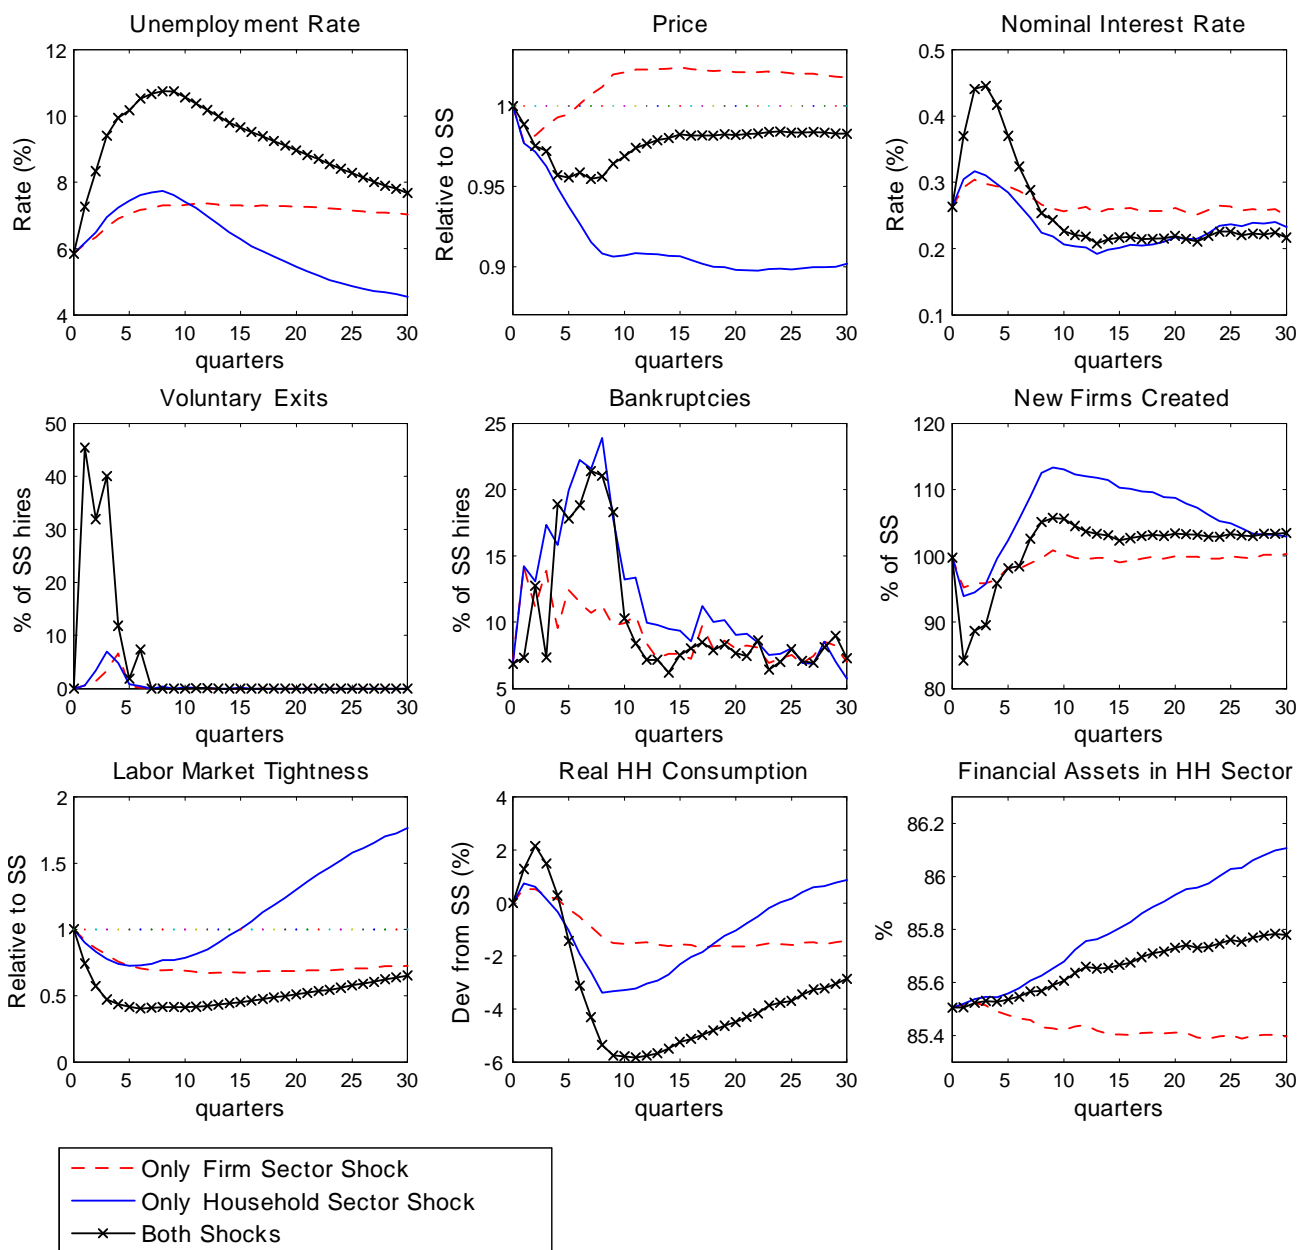 Unemployment Rate
Price
Nominal Interest Rate
12
10
8
6
4
Rate (%)
0 5 10 15 20 25 30
quarters
1
0.95
0.9
Relative to SS
0 5 10 15 20 25 30
quarters
0.5
0.4
0.3
0.2
0.1
Rate (%)
0 5 10 15 20 25 30
quarters
Voluntary Exits
Bankruptcies
New Firms Created
50
40
30
20
10
0
% of SS hires
0 5 10 15 20 25 30
quarters
25
20
15
10
5
% of SS hires
0 5 10 15 20 25 30
quarters
120
110
100
90
80
% of SS
0 5 10 15 20 25 30
quarters
Labor Market Tightness
Real HH Consumption
Financial Assets in HH Sector
2
1.5
1
0.5
0
Relative to SS
0 5 10 15 20 25 30
quarters
4
2
0
-2
-4
-6
Dev from SS (%)
0 5 10 15 20 25 30
quarters
86.2
86
85.8
85.6
85.4
%
0 5 10 15 20 25 30
quarters
Only Firm Sector Shock
Only Household Sector Shock
Both Shocks